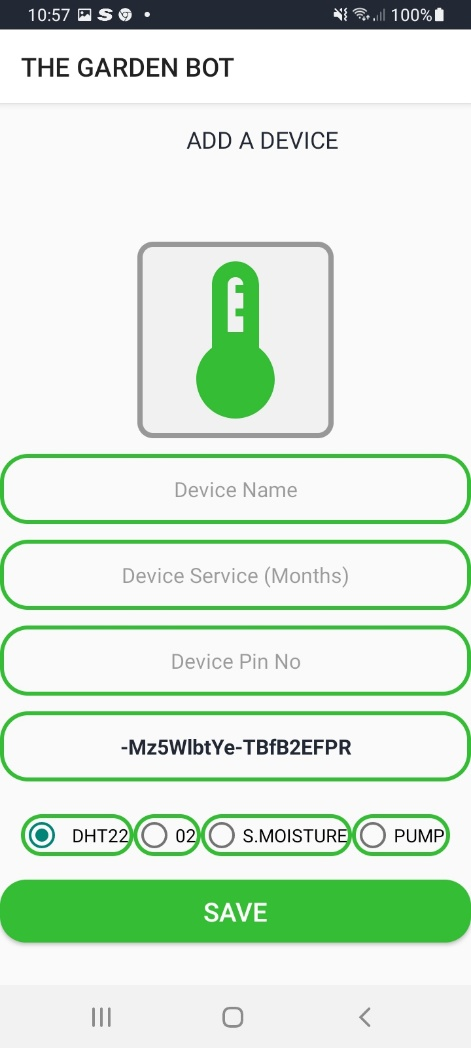 10:57 100%
THE GARDEN BOT
ADD A DEVICE
Device Name
Device Service (Months)
Device Pin No
-Mz5WlbtYe-TBfB2EFPR
DHT22 02 S.MOISTURE PUMP
SAVE